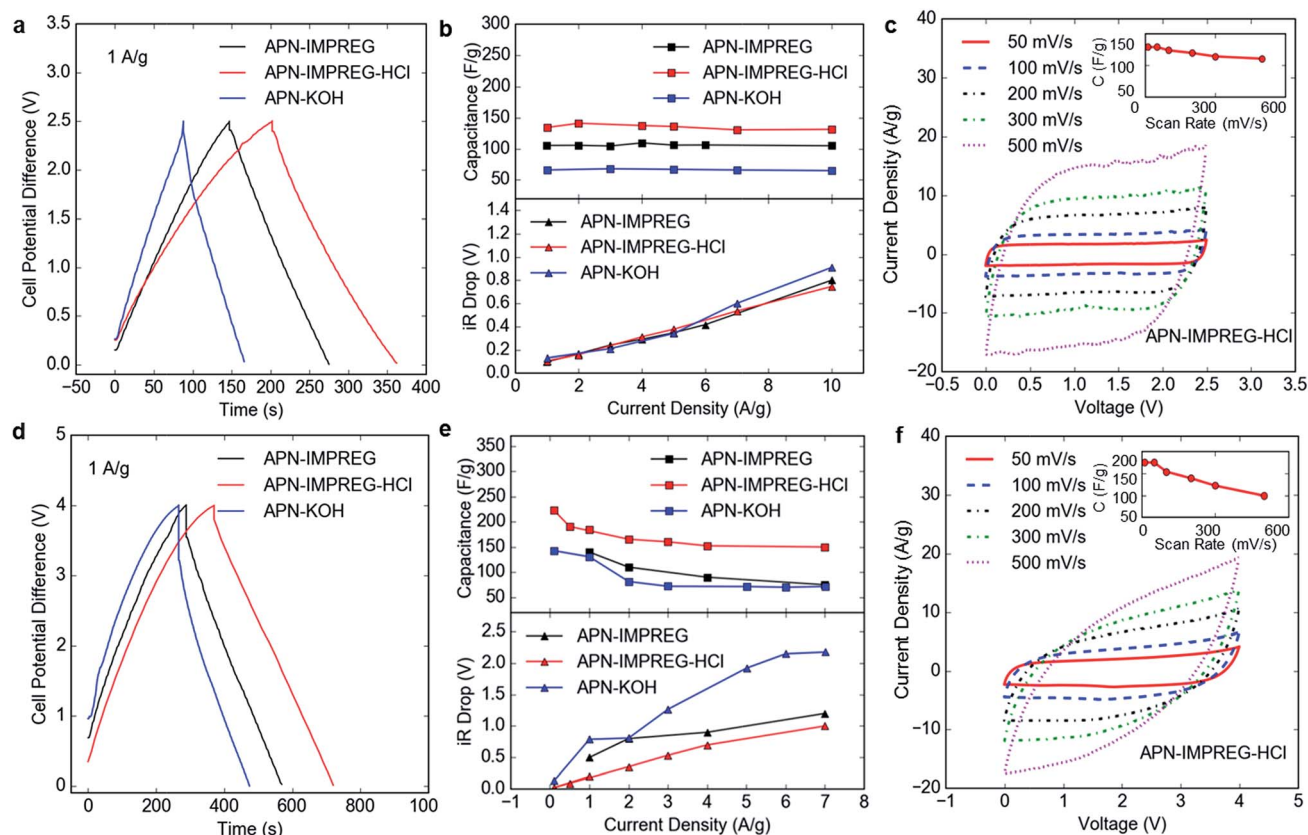 a
3.5
3.0
2.5
2.0
1.5
1.0
0.5
0.0
Cell Potential Difference (V)
1 A/g
APN-IMPREG
APN-IMPREG-HCl
APN-KOH
−50 0 50 100 150 200 250 300 350 400
Time (s)
b
300
250
200
150
100
50
Capacitance (F/g)
APN-IMPREG
APN-IMPREG-HCl
APN-KOH
1.4
1.2
1.0
0.8
0.6
0.4
0.2
0.0
iR Drop (V)
APN-IMPREG
APN-IMPREG-HCl
APN-KOH
0 2 4 6 8 10
Current Density (A/g)
c
40
30
20
10
0
−10
−20
Current Density (A/g)
50 mV/s
100 mV/s
200 mV/s
300 mV/s
500 mV/s
150
100
50
C (F/g)
0 300 600
Scan Rate (mV/s)
APN-IMPREG-HCl
−0.5 0.0 0.5 1.0 1.5 2.0 2.5 3.0 3.5
Voltage (V)
d
5
4
3
2
1
0
Cell Potential Difference (V)
1 A/g
APN-IMPREG
APN-IMPREG-HCl
APN-KOH
0 200 400 600 800 100
Time (s)
e
350
300
250
200
150
100
50
Capacitance (F/g)
APN-IMPREG
APN-IMPREG-HCl
APN-KOH
2.5
2.0
1.5
1.0
0.5
0.0
iR Drop (V)
APN-IMPREG
APN-IMPREG-HCl
APN-KOH
−1 0 1 2 3 4 5 6 7 8
Current Density (A/g)
f
40
30
20
10
0
−10
−20
Current Density (A/g)
50 mV/s
100 mV/s
200 mV/s
300 mV/s
500 mV/s
200
150
100
50
C (F/g)
0 300 600
Scan Rate (mV/s)
APN-IMPREG-HCl
−1 0 1 2 3 4 5
Voltage (V)